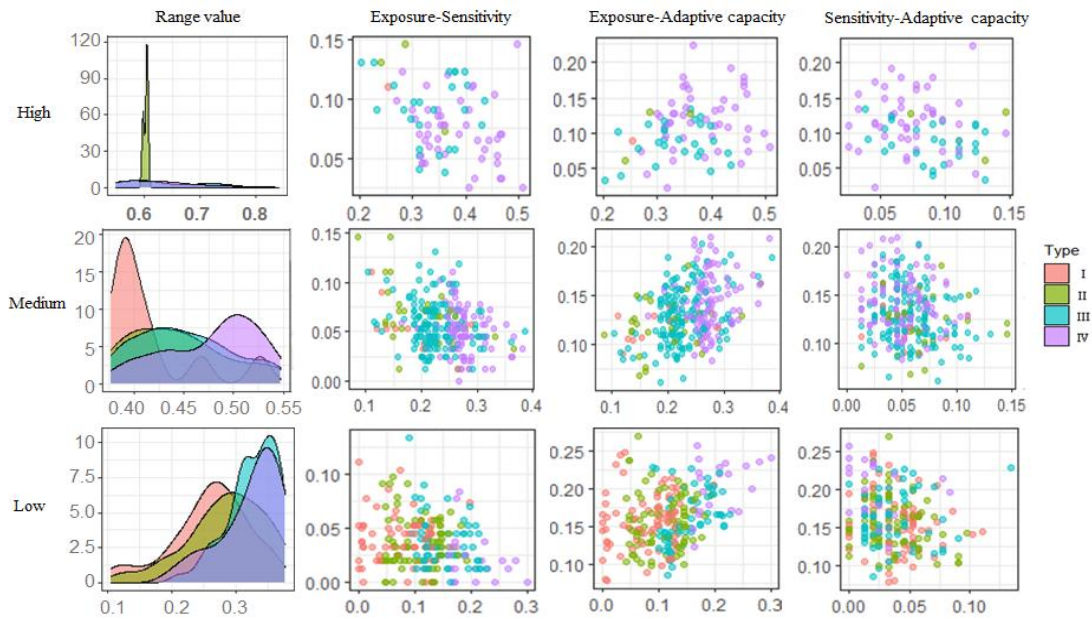 Range value Exposure-Sensitivity Exposure-Adaptive capacity Sensitivity-Adaptive capacity
High
120
90
60
30
0
0.6 0.7 0.8
0.15
0.10
0.05
0.2 0.3 0.4 0.5
0.20
0.15
0.10
0.05
0.2 0.3 0.4 0.5
0.20
0.15
0.10
0.05
0.05 0.10 0.15
Medium
20
15
10
5
0
0.40 0.45 0.50 0.55
0.15
0.10
0.05
0.00
0.1 0.2 0.3 0.4
0.20
0.15
0.10
0.1 0.2 0.3 0.4
0.20
0.15
0.10
0.00 0.05 0.10 0.15
Low
10
7.5
5.0
2.5
0
0.1 0.2 0.3
0.10
0.05
0.00
0.0 0.1 0.2 0.3
0.25
0.20
0.15
0.10
0.0 0.1 0.2 0.3
0.25
0.20
0.15
0.10
0.00 0.05 0.10
Type
I
II
III
IV